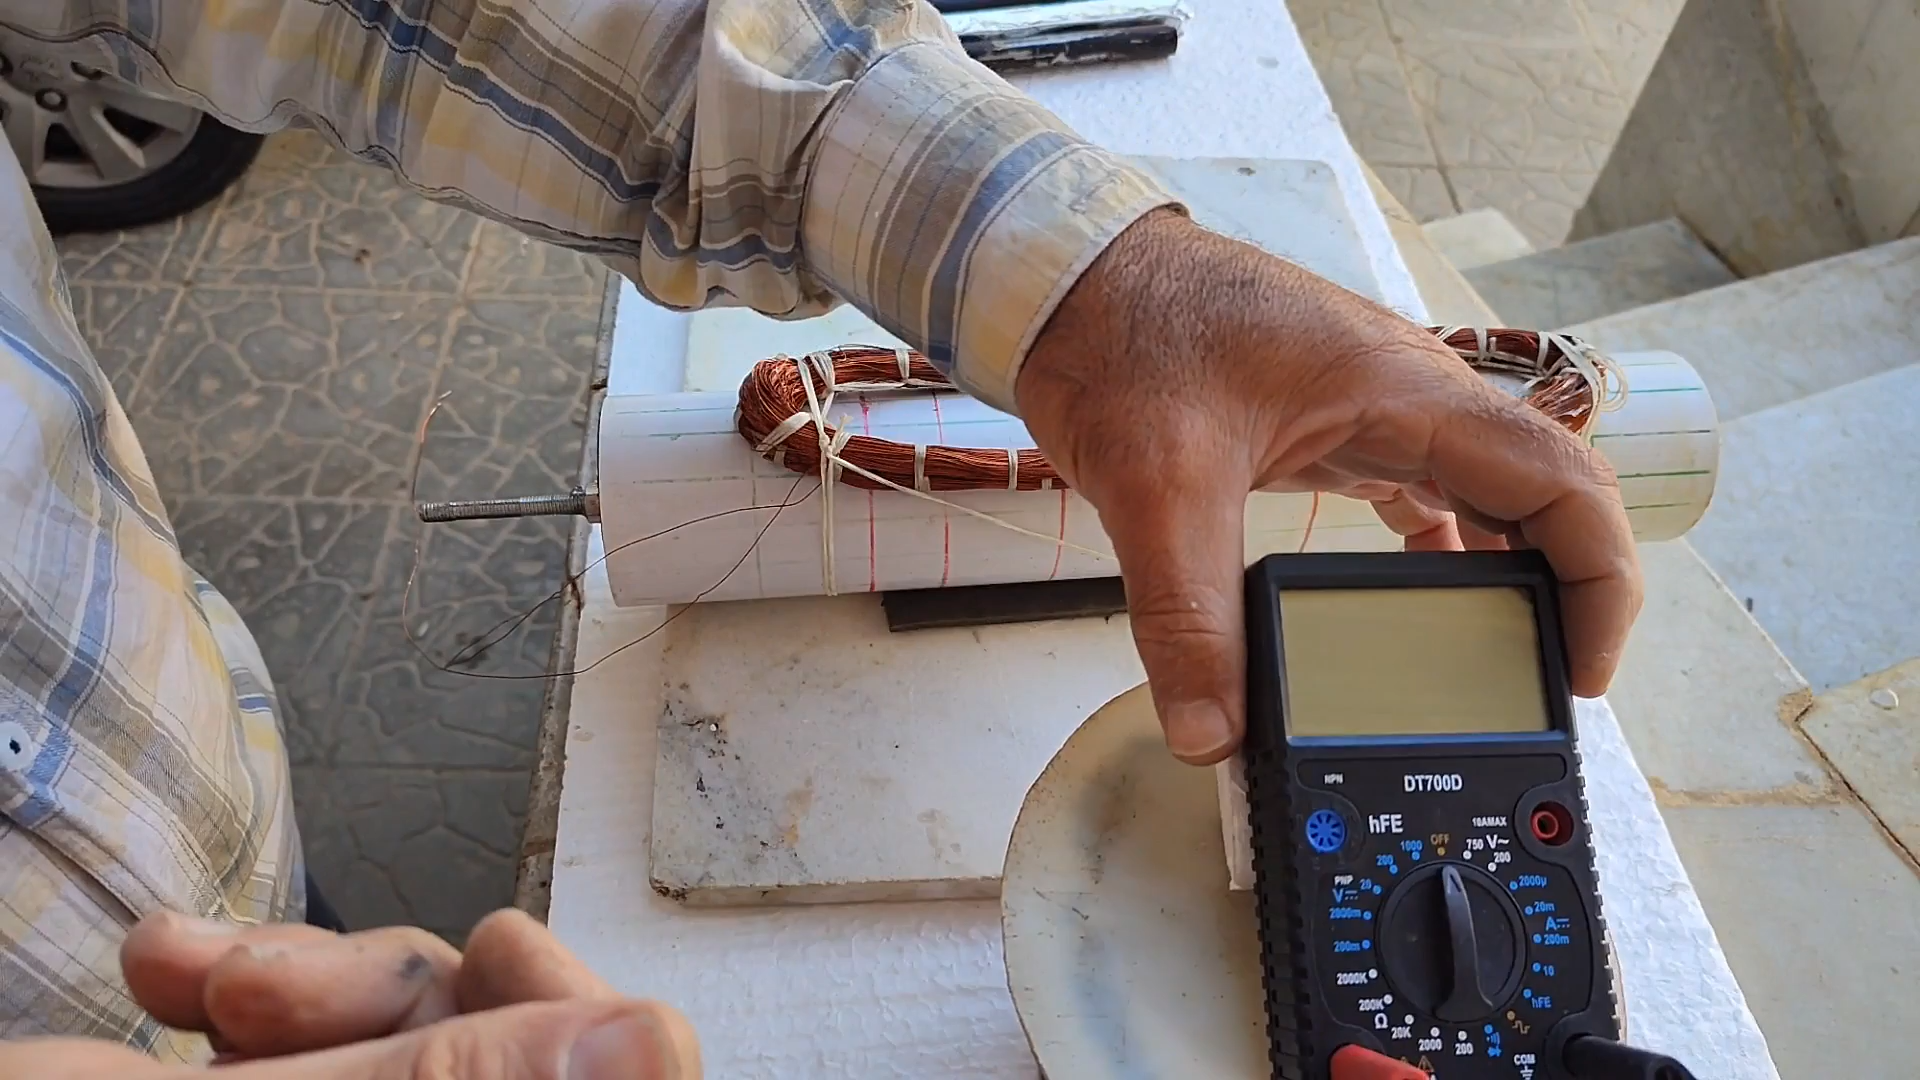 NPN
DT700D
hFE
10AMAX
OFF
1000
750 V~
200
200
PNP
20
2000µ
V
20m
2000m
A
200m
200m
2000K
10
200K
hFE
Ω
20K
2000
200
COM